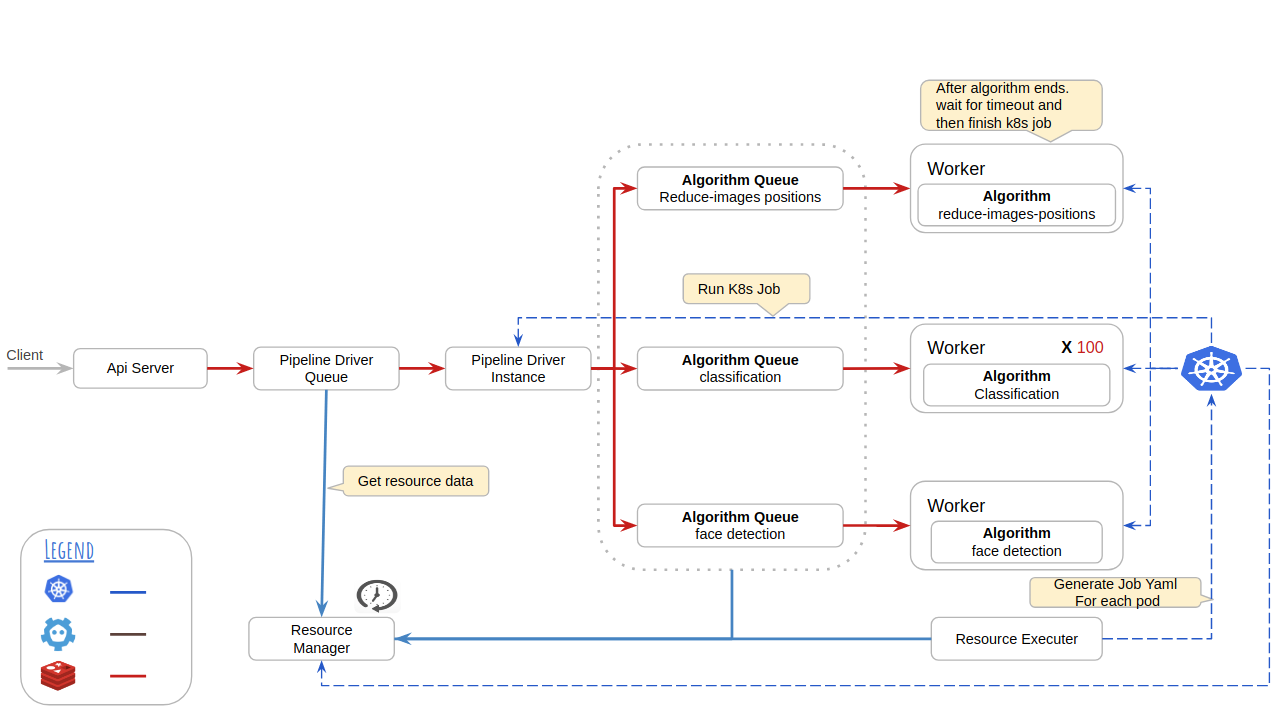 After algorithm ends.
wait for timeout and
then finish k8s job
Worker
Algorithm Queue
Reduce-images positions
Algorithm
reduce-images-positions
Run K8s Job
Client
Api Server
Pipeline Driver
Queue
Pipeline Driver
Instance
Algorithm Queue
classification
Worker
X 100
Algorithm
Classification
Get resource data
Algorithm Queue
face detection
Worker
Algorithm
face detection
Legend
Generate Job Yaml
For each pod
Resource
Manager
Resource Executer